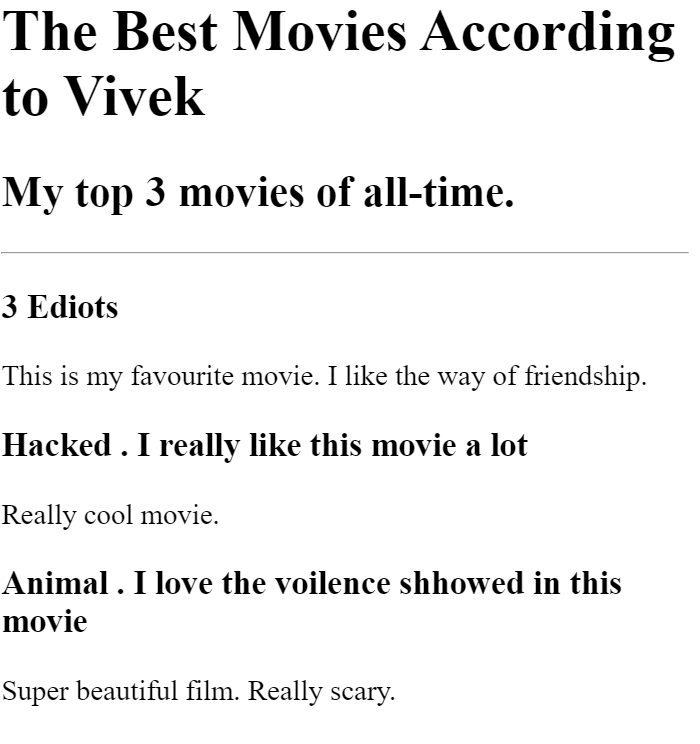 The Best Movies According
to Vivek
My top 3 movies of all-time.
3 Ediots
This is my favourite movie. I like the way of friendship.
Hacked . I really like this movie a lot
Really cool movie.
Animal . I love the voilence shhowed in this
movie
Super beautiful film. Really scary.